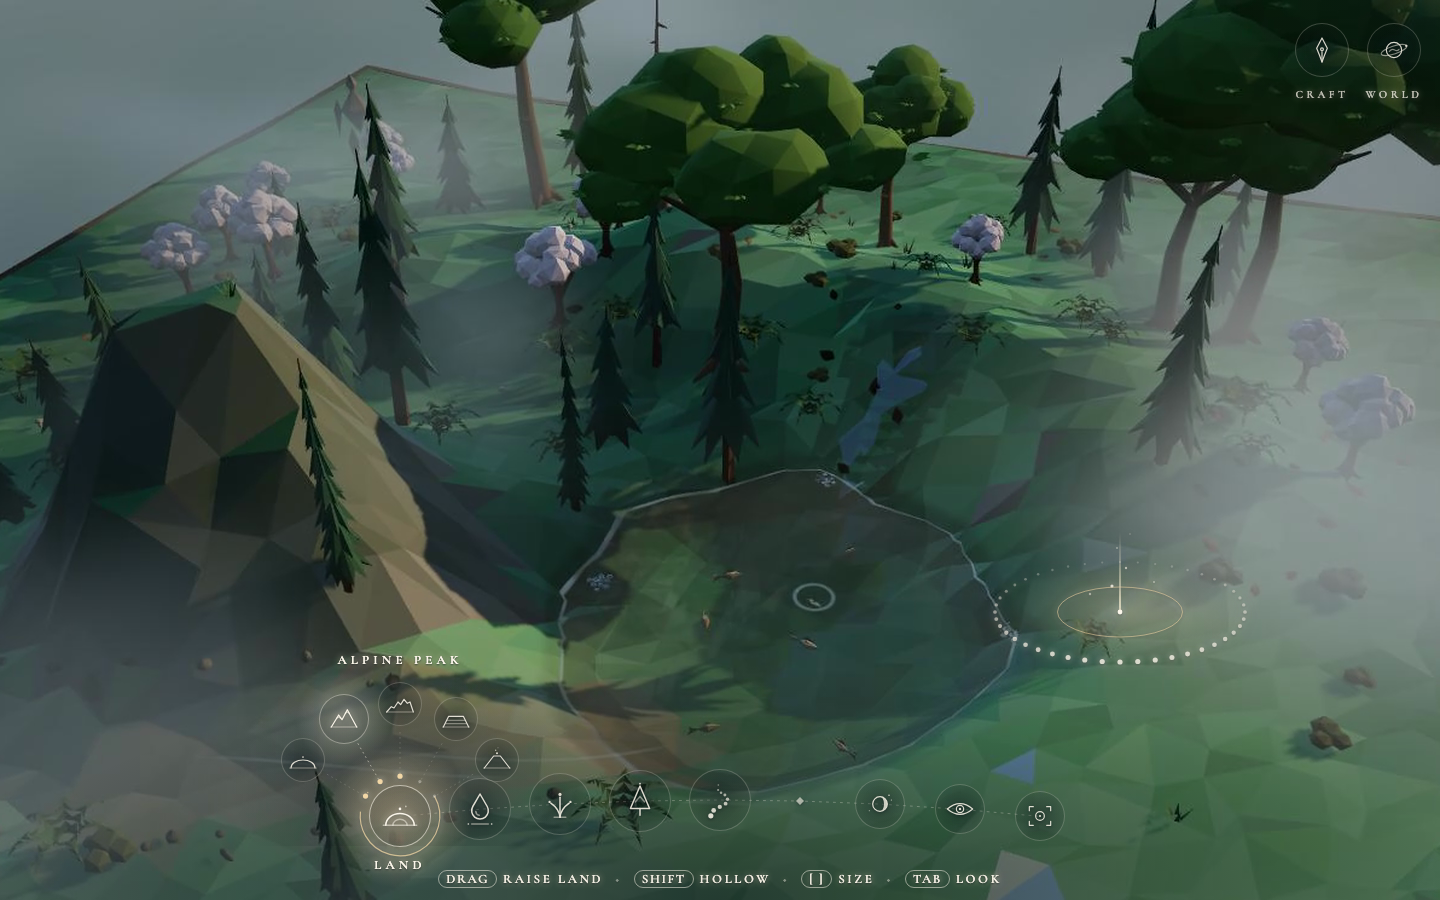 CRAFT WORLD
ALPINE PEAK
LAND
DRAG RAISE LAND · SHIFT HOLLOW · [ ] SIZE · TAB LOOK